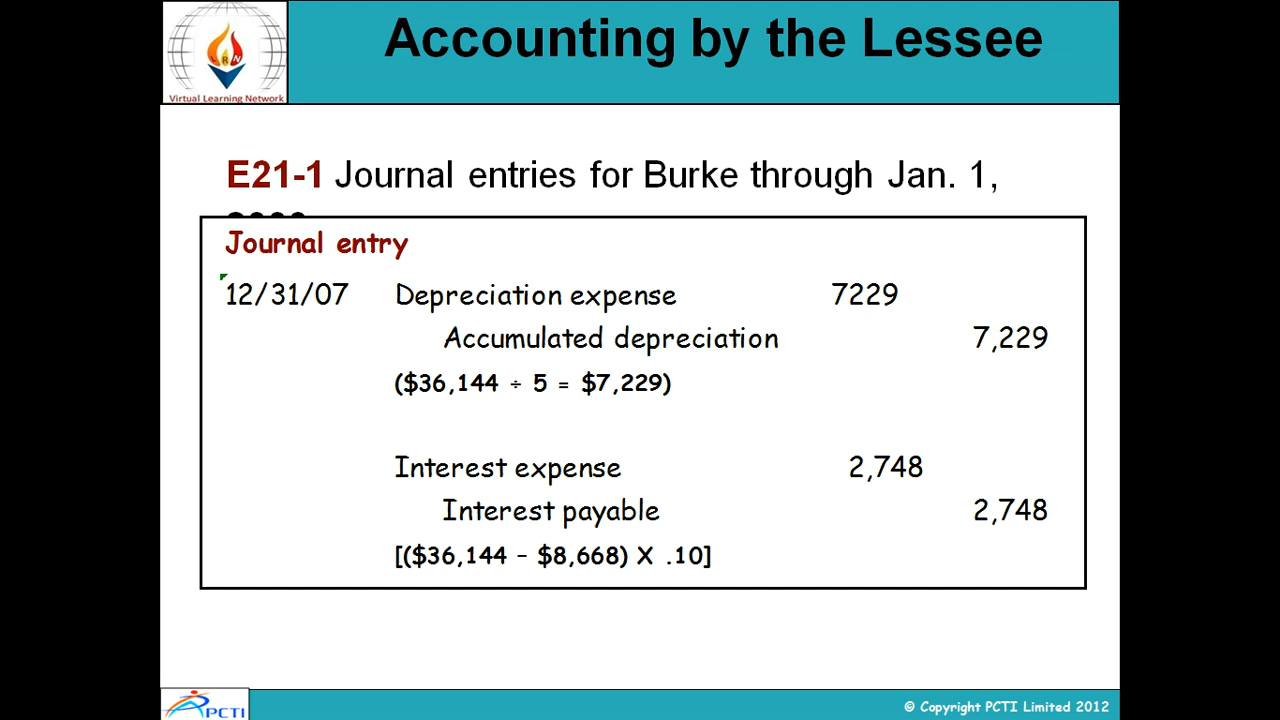 Accounting by the Lessee
LRN
Virtual Learning Network
E21-1 Journal entries for Burke through Jan. 1,
Journal entry
12/31/07 Depreciation expense 7229
Accumulated depreciation 7,229
($36,144 ÷ 5 = $7,229)
Interest expense 2,748
Interest payable 2,748
[($36,144 – $8,668) X .10]
PCTI
© Copyright PCTI Limited 2012